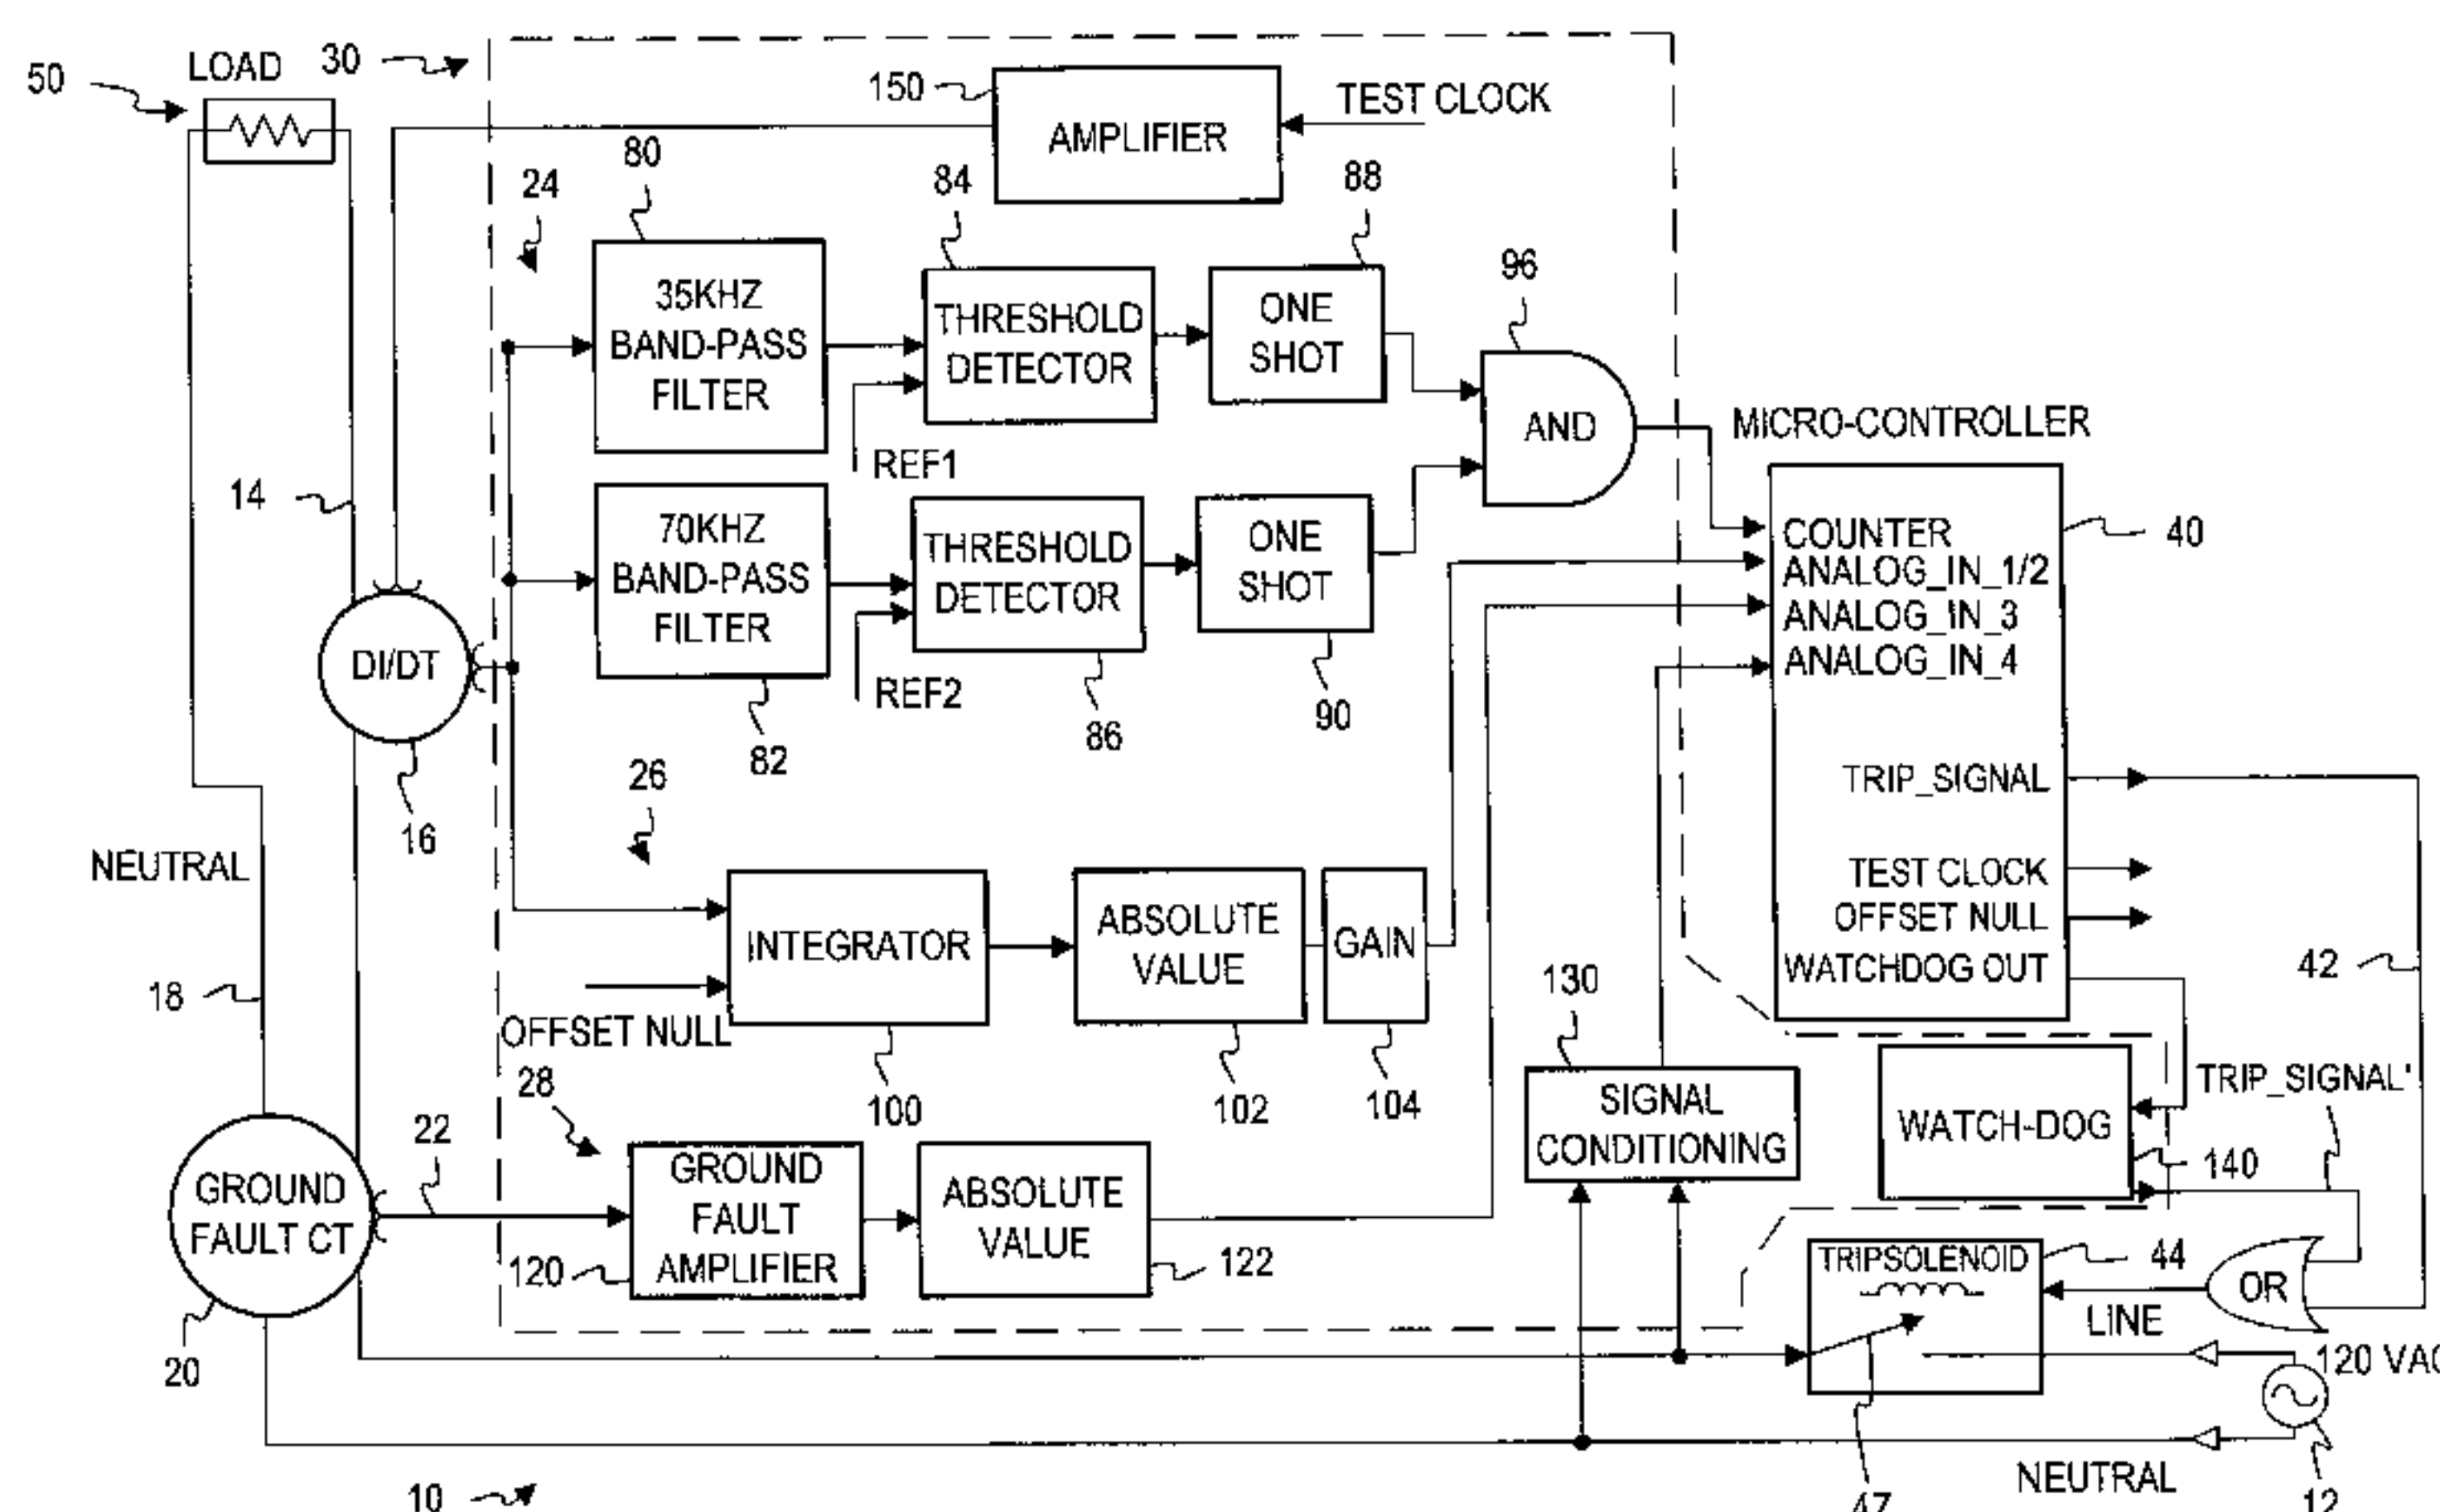 50
LOAD
30
150
AMPLIFIER
TEST CLOCK
80
24
84
88
96
35KHZ
BAND-PASS
FILTER
THRESHOLD
DETECTOR
ONE
SHOT
AND
REF1
MICRO-CONTROLLER
14
70KHZ
BAND-PASS
FILTER
THRESHOLD
DETECTOR
ONE
SHOT
COUNTER
ANALOG_IN_1/2
ANALOG_IN_3
ANALOG_IN_4
40
DI/DT
REF2
82
86
90
16
26
TRIP_SIGNAL
NEUTRAL
TEST CLOCK
OFFSET NULL
WATCHDOG OUT
42
INTEGRATOR
ABSOLUTE
VALUE
GAIN
18
130
OFFSET NULL
100
102
104
28
22
SIGNAL
CONDITIONING
WATCH-DOG
TRIP_SIGNAL'
140
GROUND
FAULT CT
GROUND
FAULT
AMPLIFIER
120
ABSOLUTE
VALUE
122
TRIPSOLENOID
44
OR
LINE
20
120 VAC
NEUTRAL
10
47
12